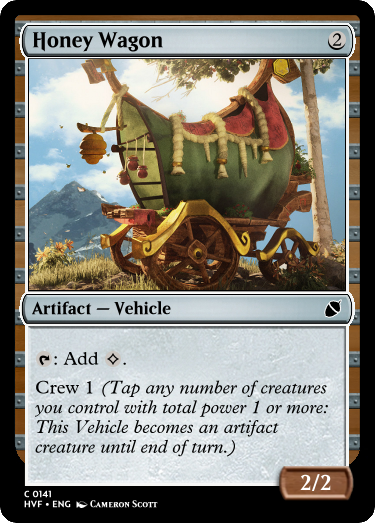 Honey Wagon 2
Artifact — Vehicle
: Add .
Crew 1 (Tap any number of creatures
you control with total power 1 or more:
This Vehicle becomes an artifact
creature until end of turn.)
2/2
C 0141
HVF • ENG Cameron Scott